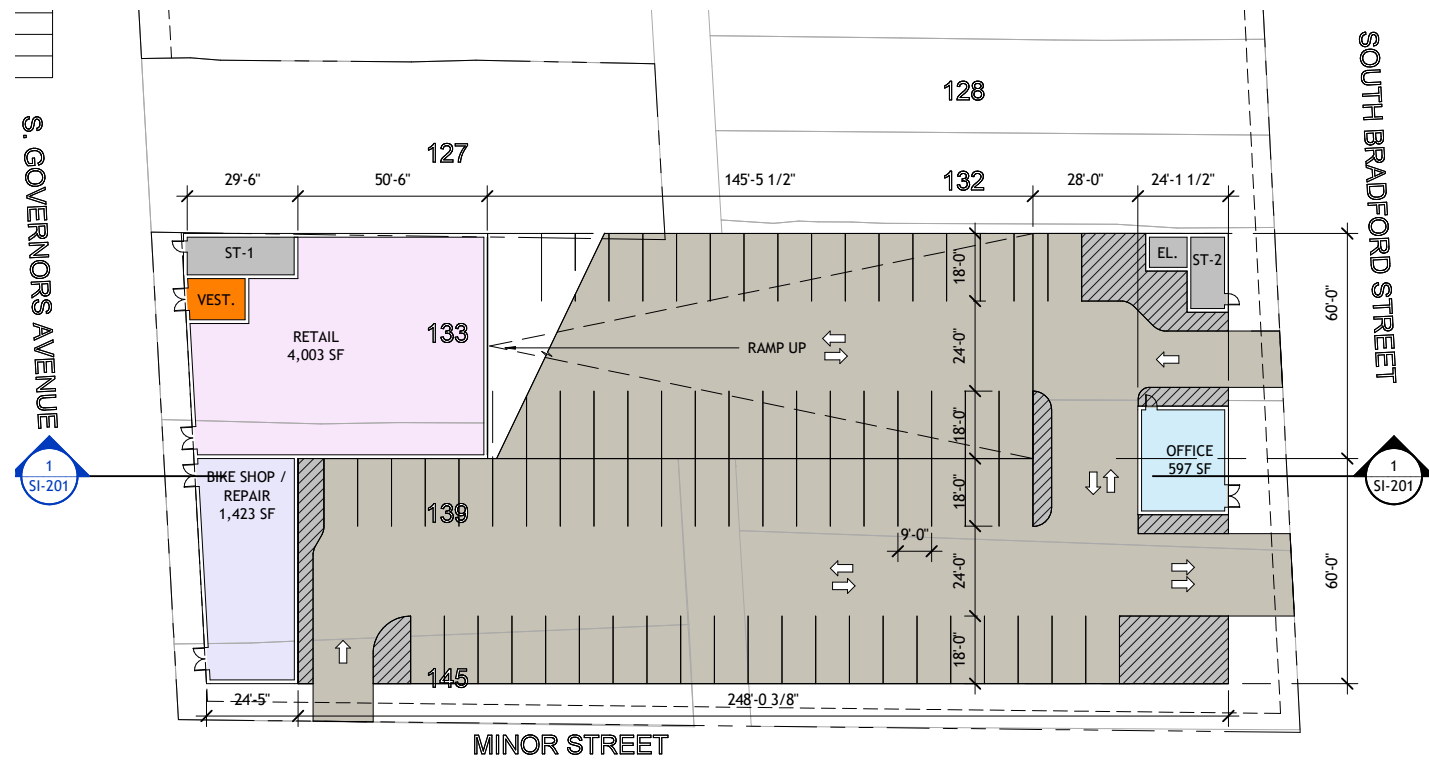 S. GOVERNORS AVENUE
SOUTH BRADFORD STREET
128
127
132
29'-6"
50'-6"
145'-5 1/2"
28'-0"
24'-1 1/2"
ST-1
VEST.
RETAIL
4,003 SF
133
RAMP UP
18'-0"
24'-0"
18'-0"
18'-0"
24'-0"
18'-0"
EL.
ST-2
60'-0"
60'-0"
OFFICE
597 SF
1
SI-201
1
SI-201
BIKE SHOP /
REPAIR
1,423 SF
139
9'-0"
145
24'-5"
248'-0 3/8"
MINOR STREET